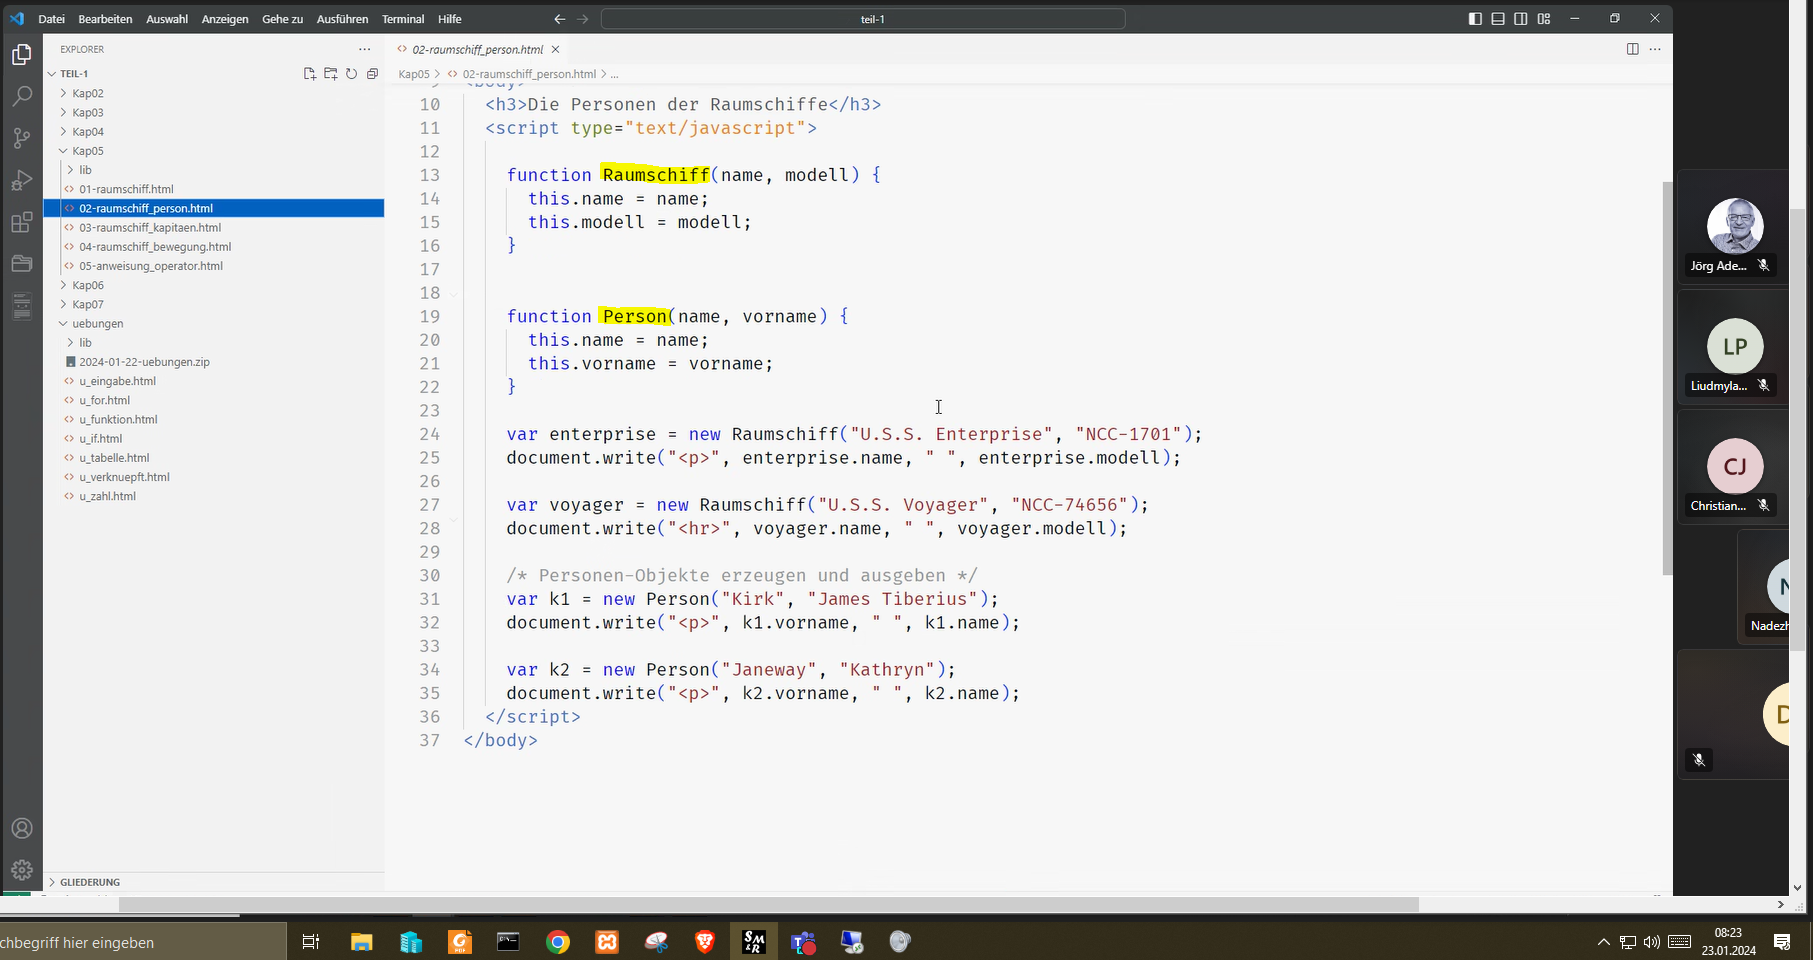 Datei Bearbeiten Auswahl Anzeigen Gehe zu Ausführen Terminal Hilfe
teil-1
EXPLORER
TEIL-1
Kap02
Kap03
Kap04
Kap05
lib
01-raumschiff.html
02-raumschiff_person.html
03-raumschiff_kapitaen.html
04-raumschiff_bewegung.html
05-anweisung_operator.html
Kap06
Kap07
uebungen
lib
2024-01-22-uebungen.zip
u_eingabe.html
u_for.html
u_funktion.html
u_if.html
u_tabelle.html
u_verknuepft.html
u_zahl.html
GLIEDERUNG
02-raumschiff_person.html
Kap05 > 02-raumschiff_person.html > ...
9 <body>
10 <h3>Die Personen der Raumschiffe</h3>
11 <script type="text/javascript">
12
13 function Raumschiff(name, modell) {
14 this.name = name;
15 this.modell = modell;
16 }
17
18
19 function Person(name, vorname) {
20 this.name = name;
21 this.vorname = vorname;
22 }
23
24 var enterprise = new Raumschiff("U.S.S. Enterprise", "NCC-1701");
25 document.write("<p>", enterprise.name, " ", enterprise.modell);
26
27 var voyager = new Raumschiff("U.S.S. Voyager", "NCC-74656");
28 document.write("<hr>", voyager.name, " ", voyager.modell);
29
30 /* Personen-Objekte erzeugen und ausgeben */
31 var k1 = new Person("Kirk", "James Tiberius");
32 document.write("<p>", k1.vorname, " ", k1.name);
33
34 var k2 = new Person("Janeway", "Kathryn");
35 document.write("<p>", k2.vorname, " ", k2.name);
36 </script>
37 </body>
Jörg Ade...
LP
Liudmyla...
CJ
Christian...
N
Nadezh
D
chbegriff hier eingeben
08:23
23.01.2024